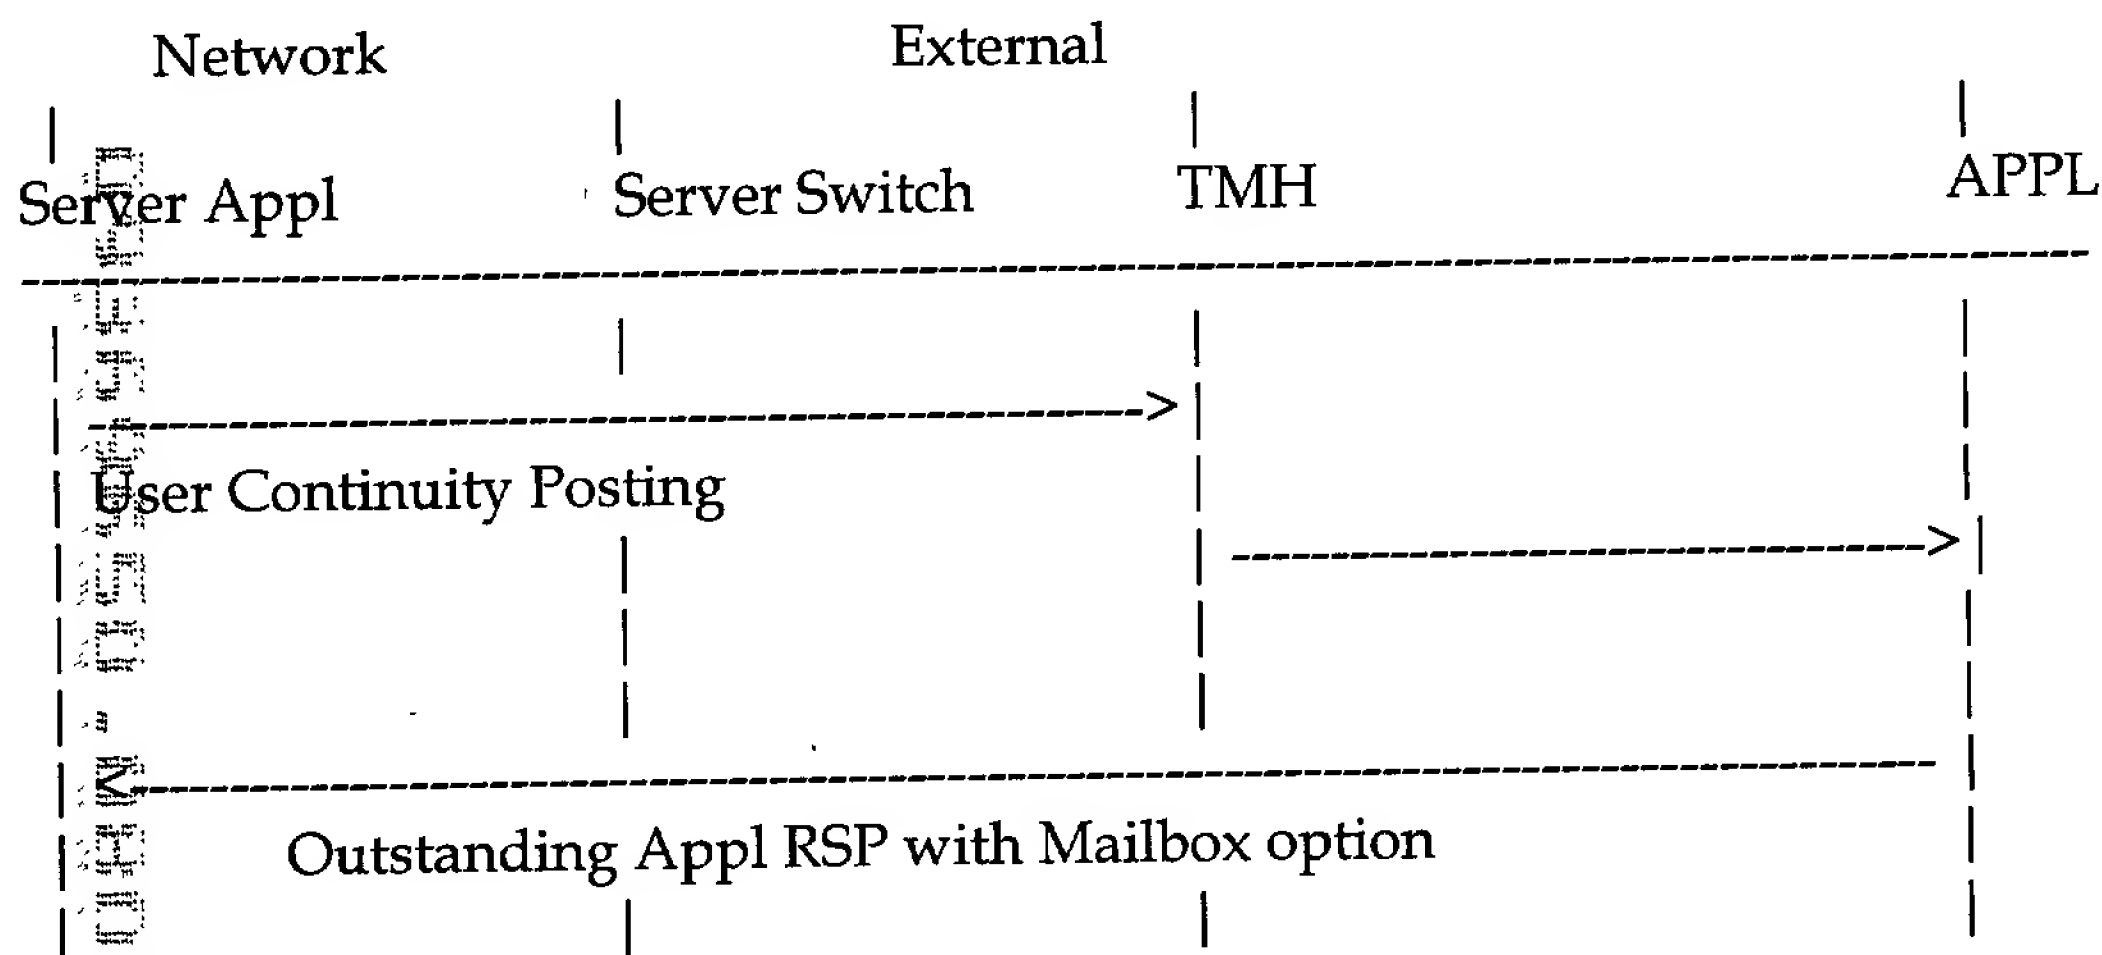 Network External
Server Appl Server Switch TMH APPL
User Continuity Posting
Outstanding Appl RSP with Mailbox option